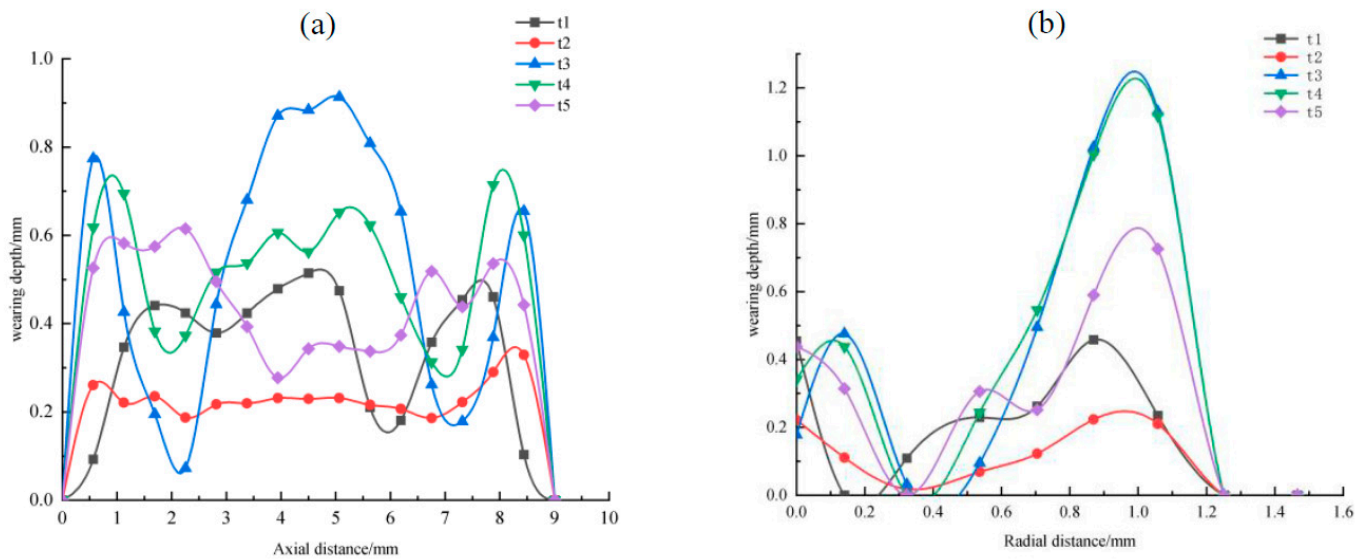 (a)
t1
t2
t3
t4
t5
1.0
0.8
0.6
0.4
0.2
0.0
wearing depth/mm
0 1 2 3 4 5 6 7 8 9 10
Axial distance/mm
(b)
t1
t2
t3
t4
t5
1.2
1.0
0.8
0.6
0.4
0.2
0.0
wearing depth/mm
0.0 0.2 0.4 0.6 0.8 1.0 1.2 1.4 1.6
Radial distance/mm